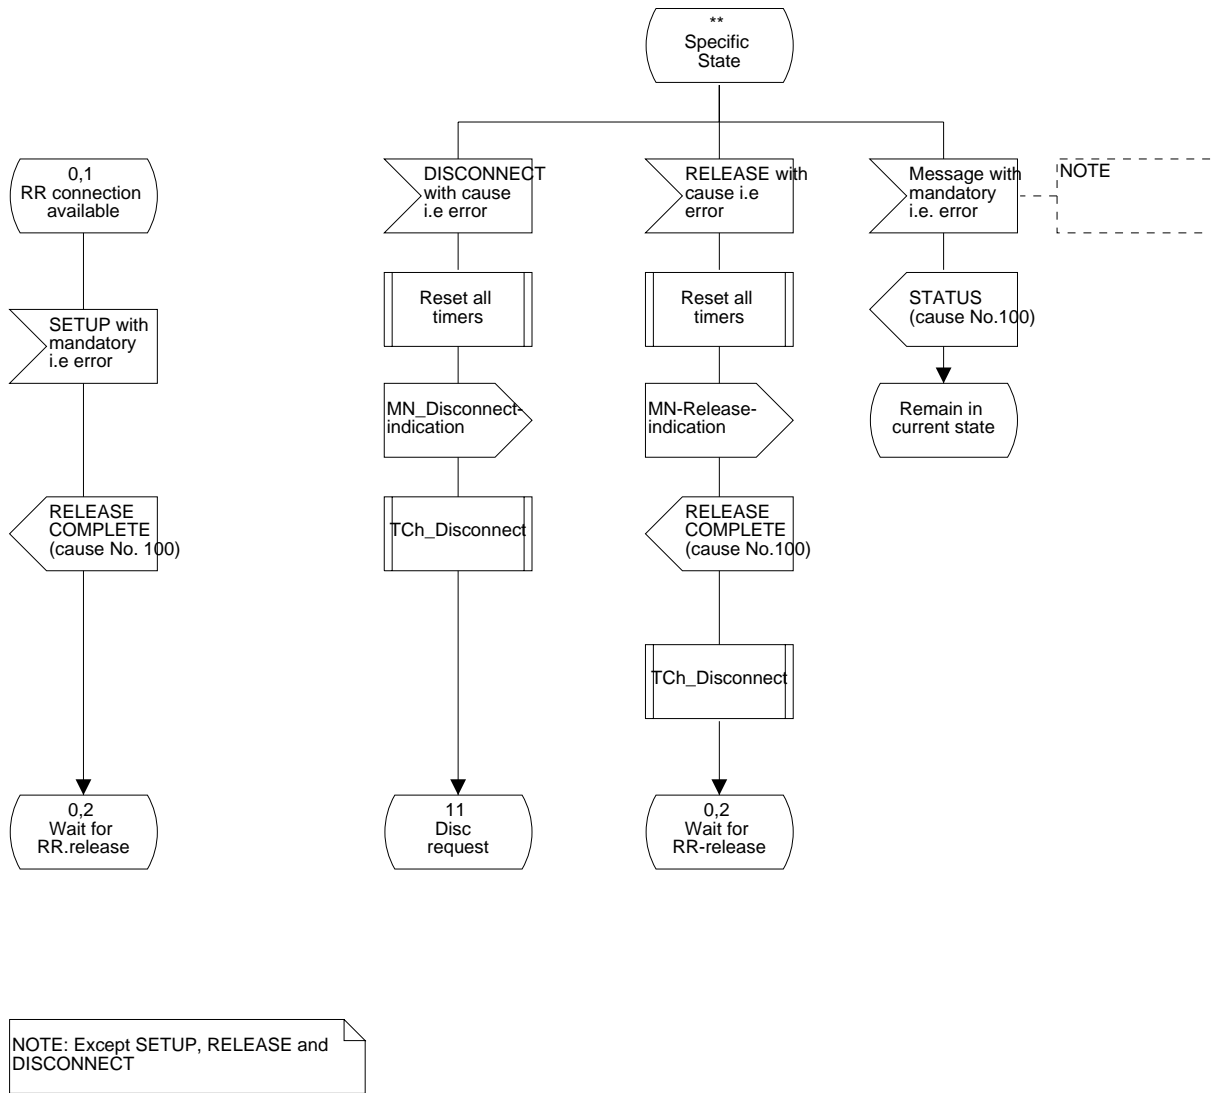 **
Specific
State
0,1
RR connection
available
DISCONNECT
with cause
i.e error
RELEASE with
cause i.e
error
Message with
mandatory
i.e. error
NOTE
SETUP with
mandatory
i.e error
Reset all
timers
Reset all
timers
STATUS
(cause No.100)
MN_Disconnect-
indication
MN-Release-
indication
Remain in
current state
RELEASE
COMPLETE
(cause No. 100)
TCh_Disconnect
RELEASE
COMPLETE
(cause No.100)
TCh_Disconnect
0,2
Wait for
RR.release
11
Disc
request
0,2
Wait for
RR-release
NOTE: Except SETUP, RELEASE and
DISCONNECT